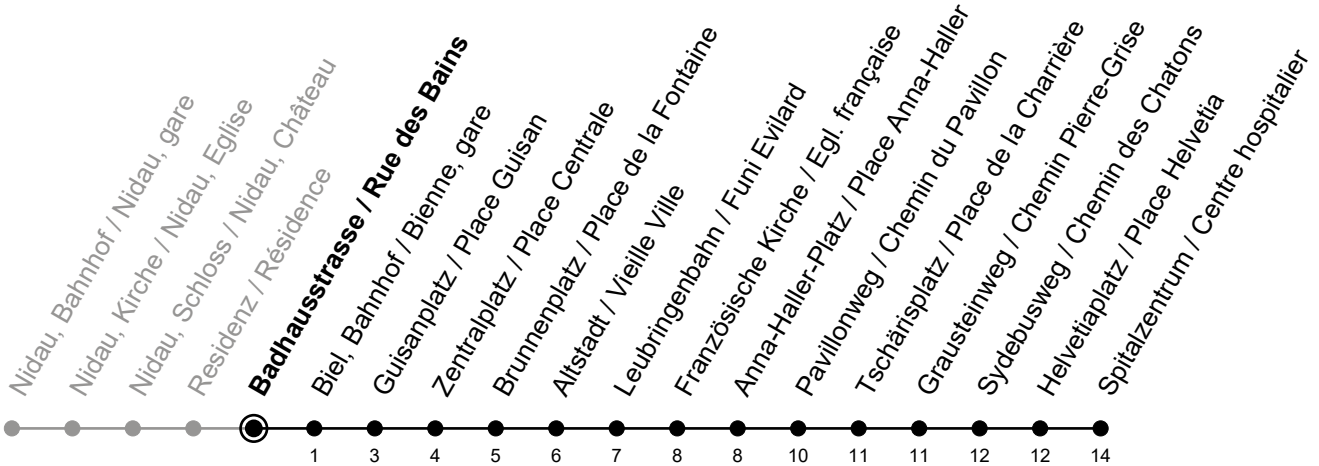 Nidau, Bahnhof / Nidau, gare
Nidau, Kirche / Nidau, Eglise
Nidau, Schloss / Nidau, Château
Residenz / Résidence
Badhausstrasse / Rue des Bains
Biel, Bahnhof / Bienne, gare
Guisanplatz / Place Guisan
Zentralplatz / Place Centrale
Brunnenplatz / Place de la Fontaine
Altstadt / Vieille Ville
Leubringenbahn / Funi Evilard
Französische Kirche / Egl. française
Anna-Haller-Platz / Place Anna-Haller
Pavillonweg / Chemin du Pavillon
Tschärisplatz / Place de la Charrière
Grausteinweg / Chemin Pierre-Grise
Sydebusweg / Chemin des Chatons
Helvetiaplatz / Place Helvetia
Spitalzentrum / Centre hospitalier
1 3 4 5 6 7 8 8 10 11 11 12 12 14